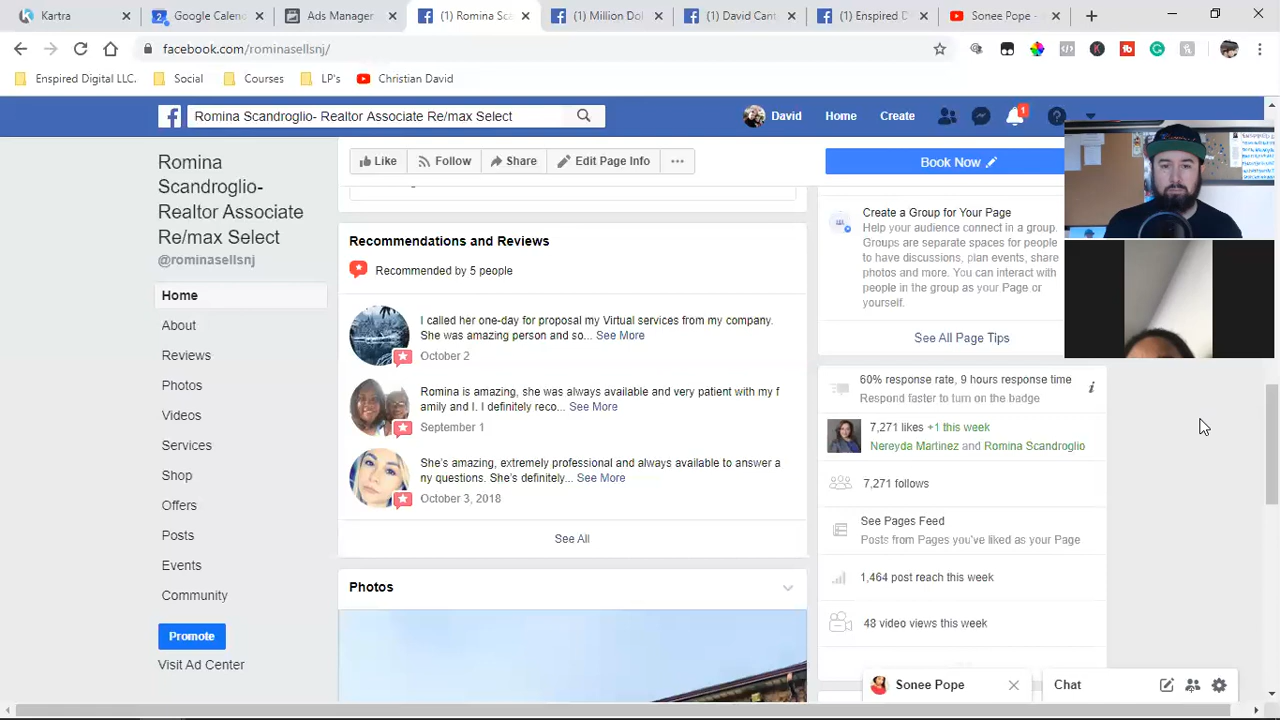 Kartra
Google Calen
Ads Manager
(1) Romina Sca
(1) Million Dol
(1) David Cant
(1) Enspired D
Sonee Pope -
facebook.com/rominasellsnj/
Enspired Digital LLC.
Social
Courses
LP's
Christian David
Romina Scandroglio- Realtor Associate Re/max Select
David
Home
Create
1
Romina
Scandroglio-
Realtor Associate
Re/max Select
@rominasellsnj
Home
About
Reviews
Photos
Videos
Services
Shop
Offers
Posts
Events
Community
Promote
Visit Ad Center
Like
Follow
Share
Edit Page Info
Book Now
Recommendations and Reviews
Recommended by 5 people
I called her one-day for proposal my Virtual services from my company.
She was amazing person and so... See More
October 2
Romina is amazing, she was always available and very patient with my f
amily and I. I definitely reco... See More
September 1
She's amazing, extremely professional and always available to answer a
ny questions. She's definitely... See More
October 3, 2018
See All
Photos
Create a Group for Your Page
Help your audience connect in a group.
Groups are separate spaces for people
to have discussions, plan events, share
photos and more. You can interact with
people in the group as your Page or
yourself.
See All Page Tips
60% response rate, 9 hours response time
Respond faster to turn on the badge
7,271 likes +1 this week
Nereyda Martinez and Romina Scandroglio
7,271 follows
See Pages Feed
Posts from Pages you've liked as your Page
1,464 post reach this week
48 video views this week
Sonee Pope
Chat